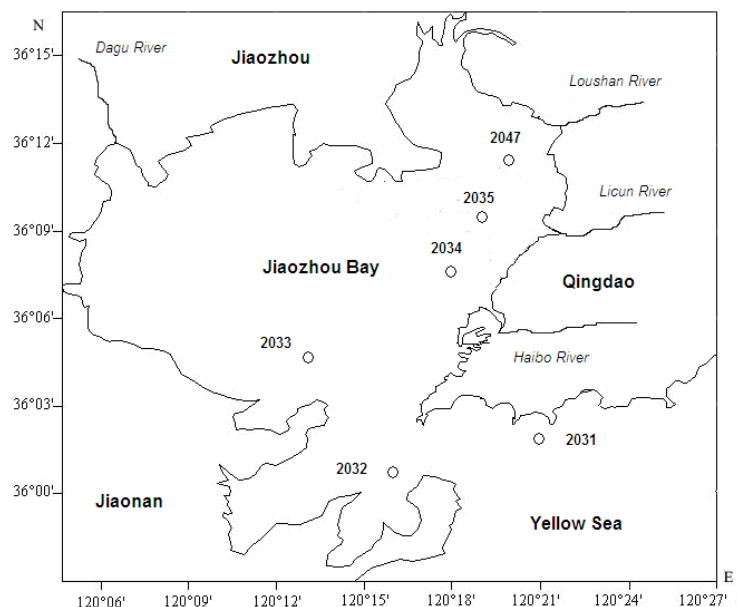 N
36°15'
Dagu River
Jiaozhou
Loushan River
36°12'
2047
2035
Licun River
36°09'
2034
Jiaozhou Bay
Qingdao
36°06'
2033
Haibo River
36°03'
2031
2032
36°00'
Jiaonan
Yellow Sea
E
120°06' 120°09' 120°12' 120°15' 120°18' 120°21' 120°24' 120°27'